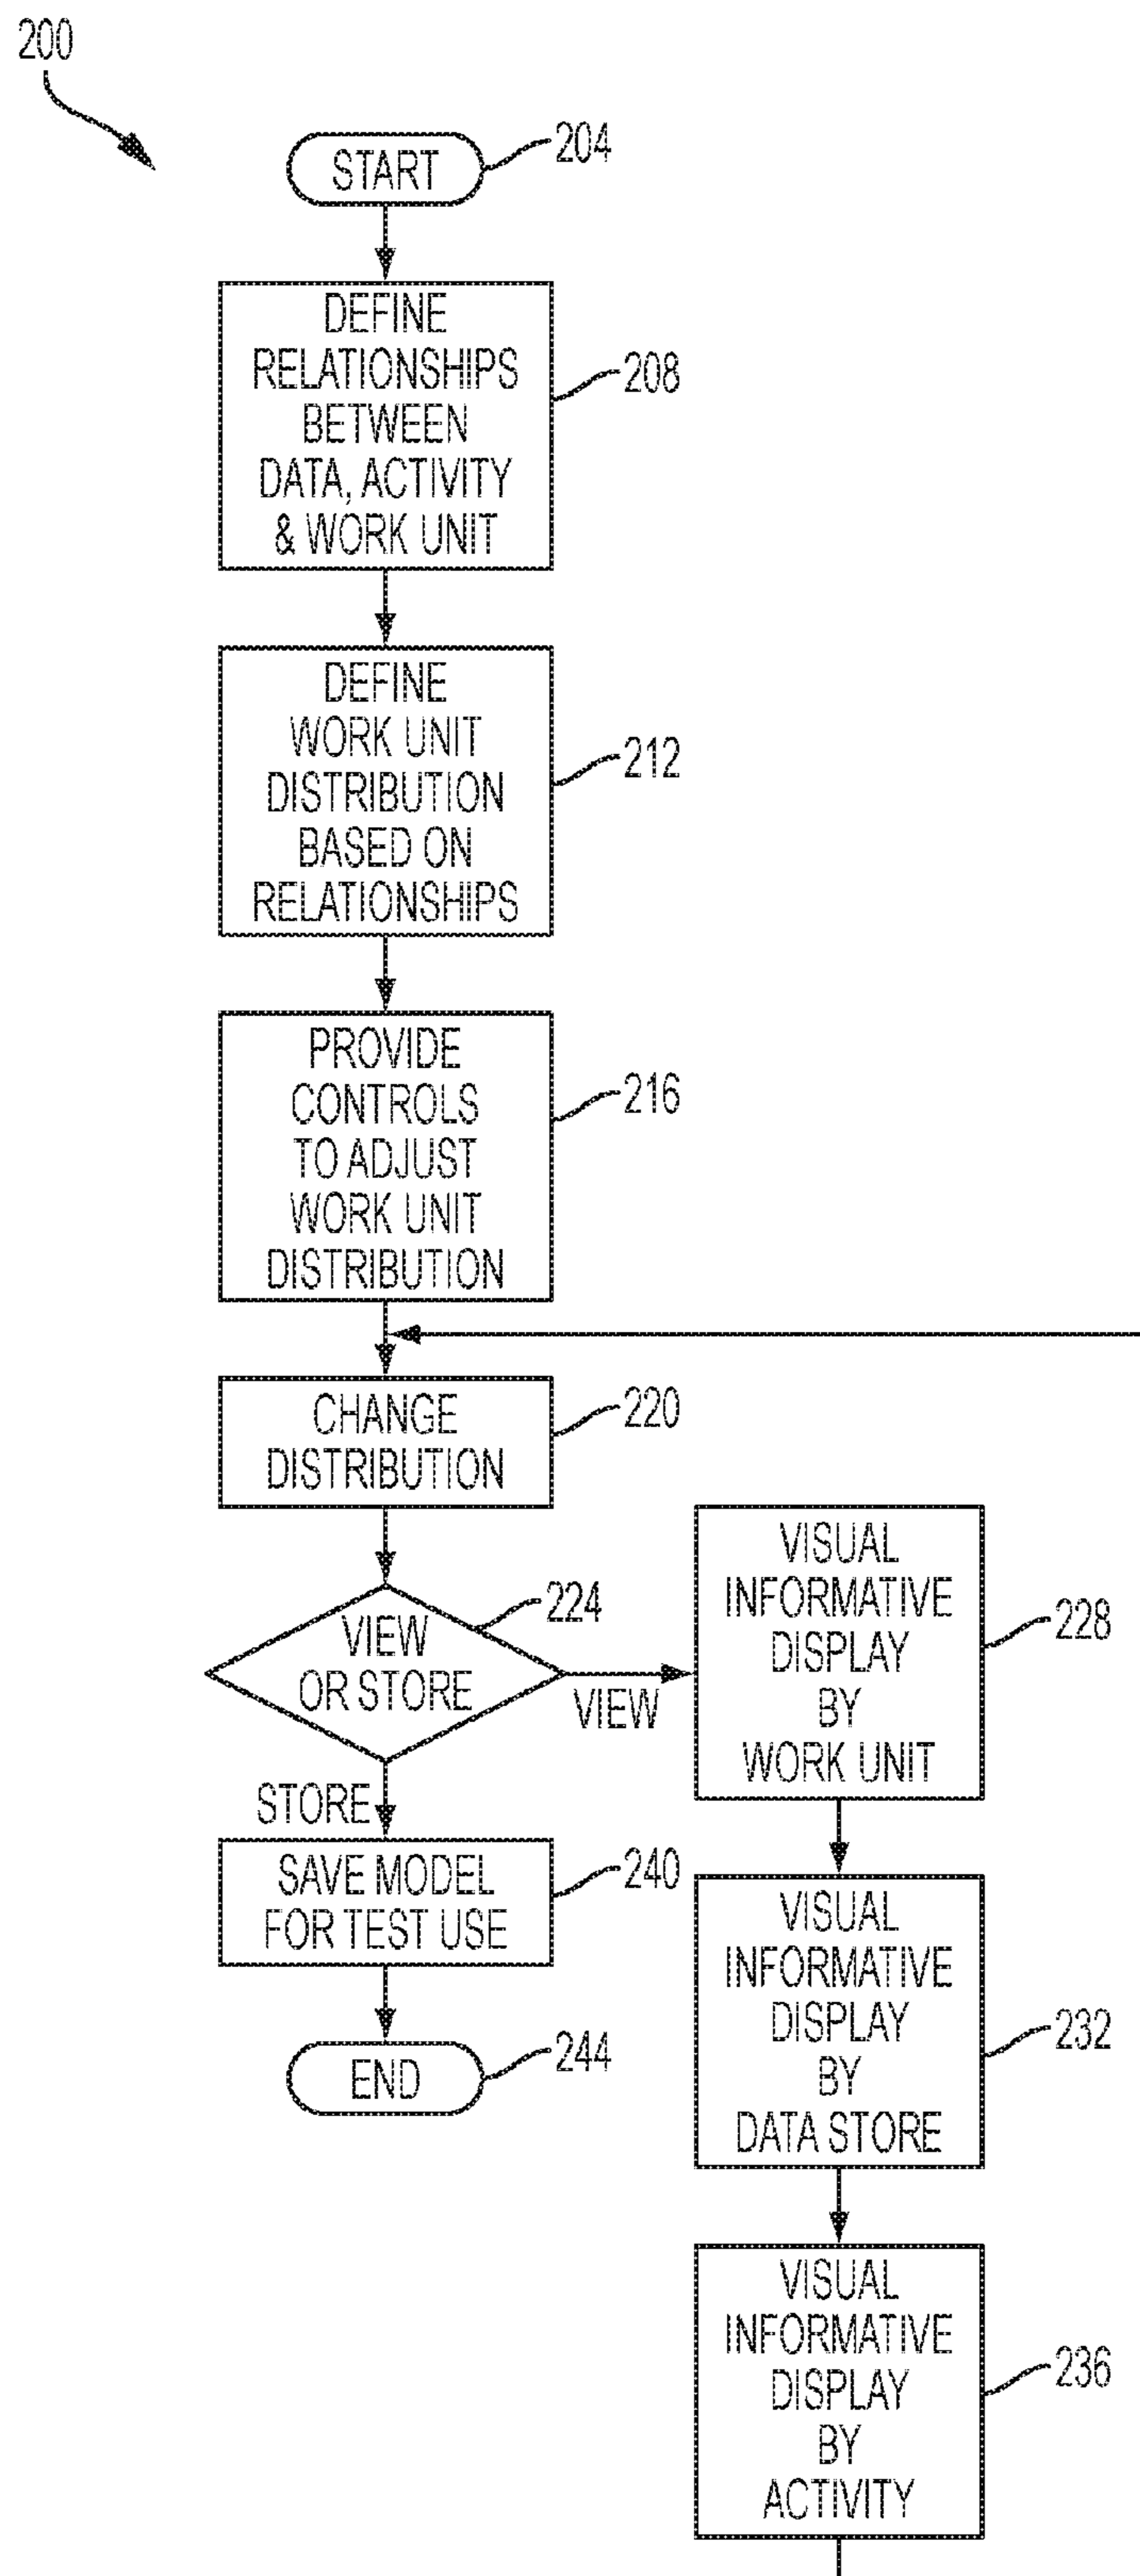 200
START
204
DEFINE
RELATIONSHIPS
BETWEEN
DATA, ACTIVITY
& WORK UNIT
208
DEFINE
WORK UNIT
DISTRIBUTION
BASED ON
RELATIONSHIPS
212
PROVIDE
CONTROLS
TO ADJUST
WORK UNIT
DISTRIBUTION
216
CHANGE
DISTRIBUTION
220
VIEW
OR STORE
224
VIEW
STORE
VISUAL
INFORMATIVE
DISPLAY
BY
WORK UNIT
228
SAVE MODEL
FOR TEST USE
240
END
244
VISUAL
INFORMATIVE
DISPLAY
BY
DATA STORE
232
VISUAL
INFORMATIVE
DISPLAY
BY
ACTIVITY
236